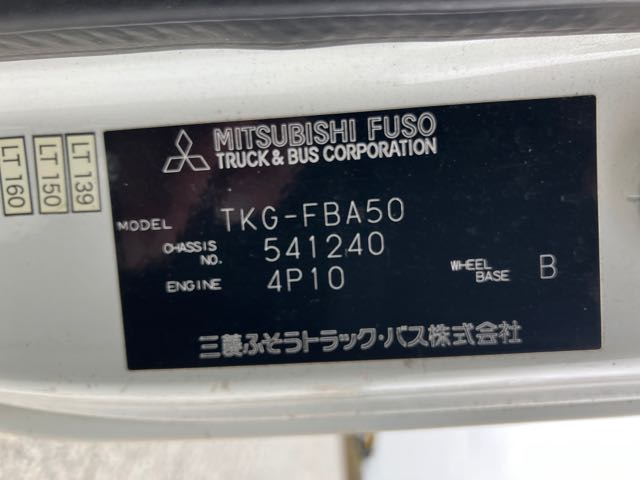 MITSUBISHI FUSO
TRUCK & BUS CORPORATION
MODEL TKG-FBA50
CHASSIS NO. 541240
ENGINE 4P10
WHEEL BASE B
三菱ふそうトラック・バス株式会社
LT 139
LT 150
LT 160